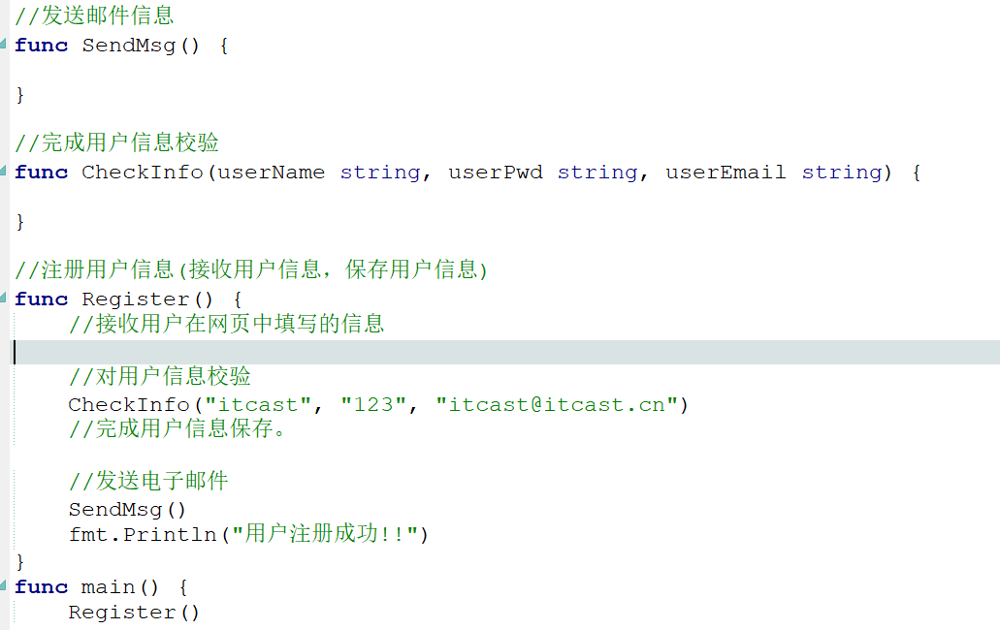 //发送邮件信息
func SendMsg() {
}
//完成用户信息校验
func CheckInfo(userName string, userPwd string, userEmail string) {
}
//注册用户信息(接收用户信息，保存用户信息)
func Register() {
//接收用户在网页中填写的信息
//对用户信息校验
CheckInfo("itcast", "123", "itcast@itcast.cn")
//完成用户信息保存。
//发送电子邮件
SendMsg()
fmt.Println("用户注册成功!!")
}
func main() {
Register()